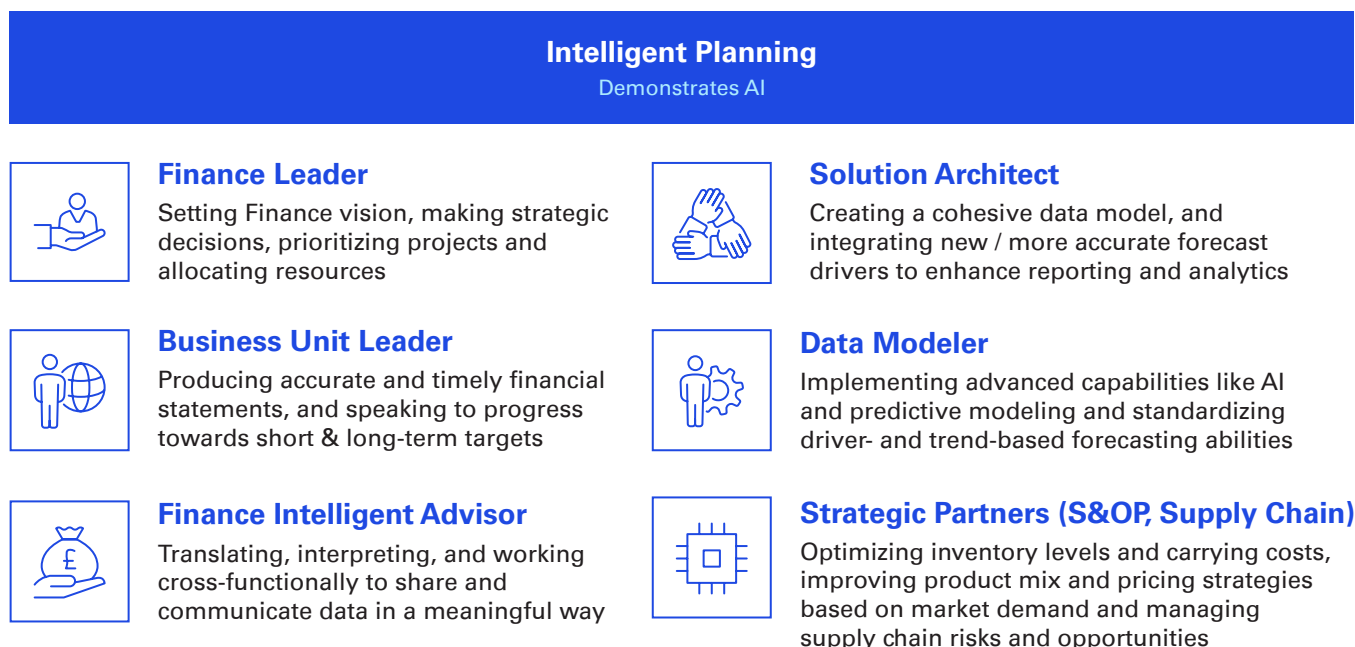 Intelligent Planning
Demonstrates AI
Finance Leader
Setting Finance vision, making strategic
decisions, prioritizing projects and
allocating resources
Solution Architect
Creating a cohesive data model, and
integrating new / more accurate forecast
drivers to enhance reporting and analytics
Business Unit Leader
Producing accurate and timely financial
statements, and speaking to progress
towards short & long-term targets
Data Modeler
Implementing advanced capabilities like AI
and predictive modeling and standardizing
driver- and trend-based forecasting abilities
£
Finance Intelligent Advisor
Translating, interpreting, and working
cross-functionally to share and
communicate data in a meaningful way
Strategic Partners (S&OP, Supply Chain)
Optimizing inventory levels and carrying costs,
improving product mix and pricing strategies
based on market demand and managing
supply chain risks and opportunities